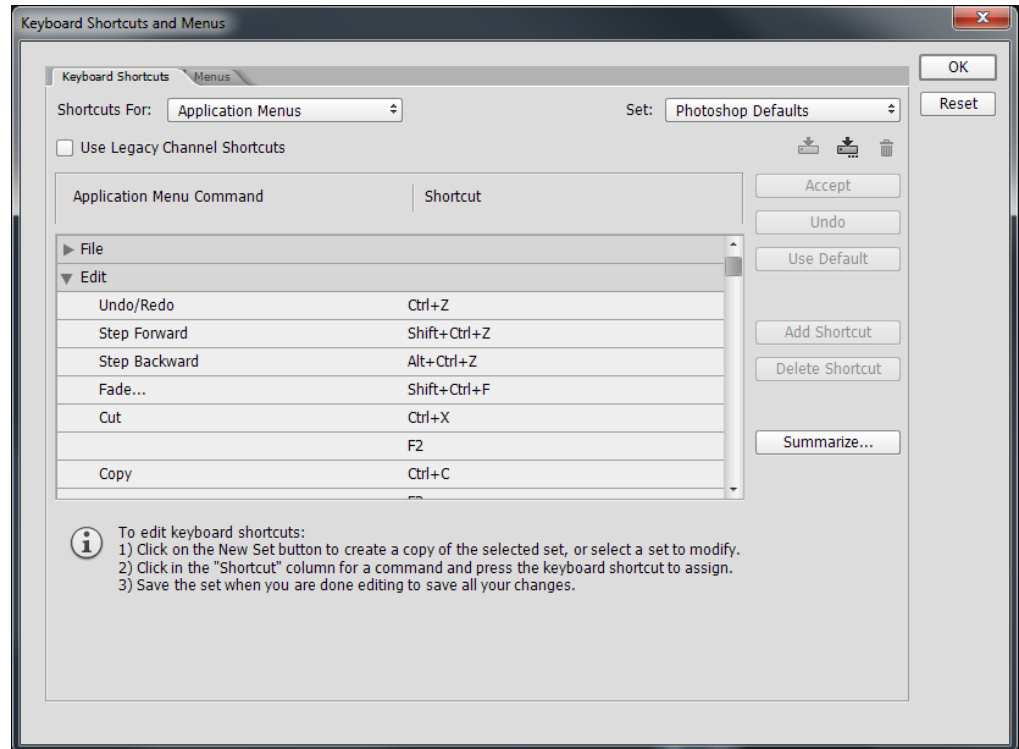 Keyboard Shortcuts and Menus
Keyboard Shortcuts Menus
OK
Shortcuts For: Application Menus Set: Photoshop Defaults
Reset
Use Legacy Channel Shortcuts
Application Menu Command Shortcut
Accept
Undo
File
Use Default
Edit
Undo/Redo Ctrl+Z
Step Forward Shift+Ctrl+Z
Add Shortcut
Step Backward Alt+Ctrl+Z
Delete Shortcut
Fade... Shift+Ctrl+F
Cut Ctrl+X
F2
Summarize...
Copy Ctrl+C
To edit keyboard shortcuts:
1) Click on the New Set button to create a copy of the selected set, or select a set to modify.
2) Click in the "Shortcut" column for a command and press the keyboard shortcut to assign.
3) Save the set when you are done editing to save all your changes.